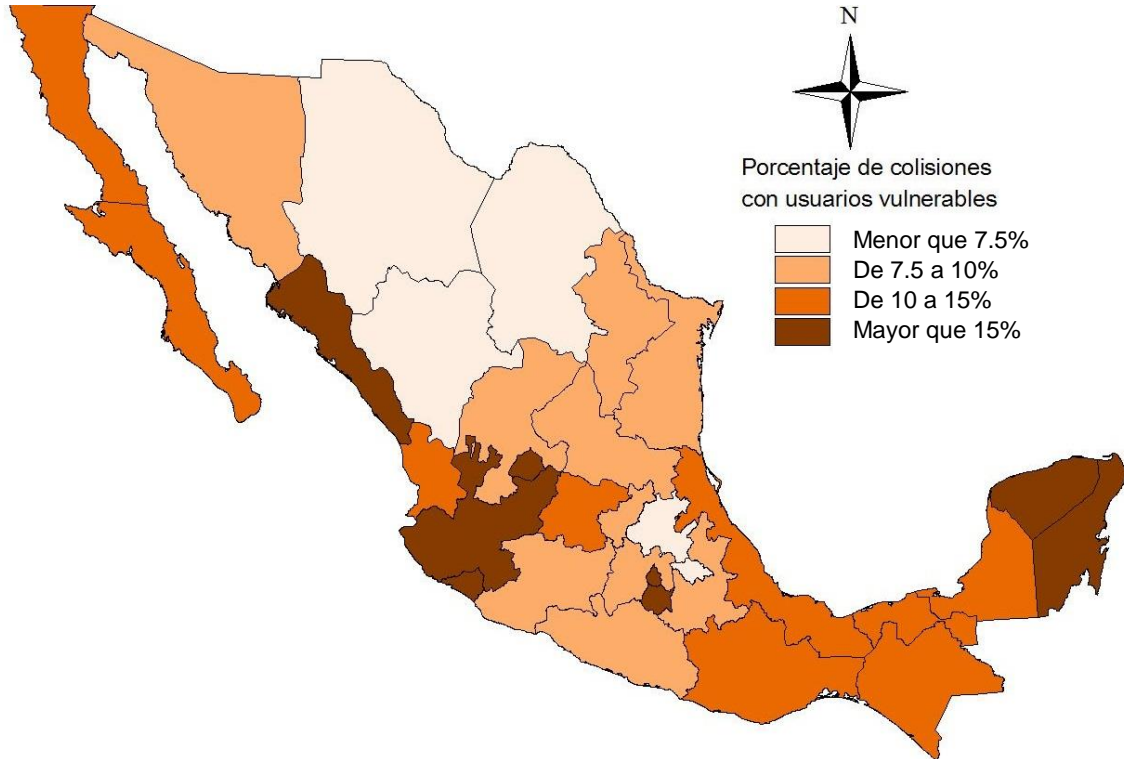 N
Porcentaje de colisiones
con usuarios vulnerables
Menor que 7.5%
De 7.5 a 10%
De 10 a 15%
Mayor que 15%